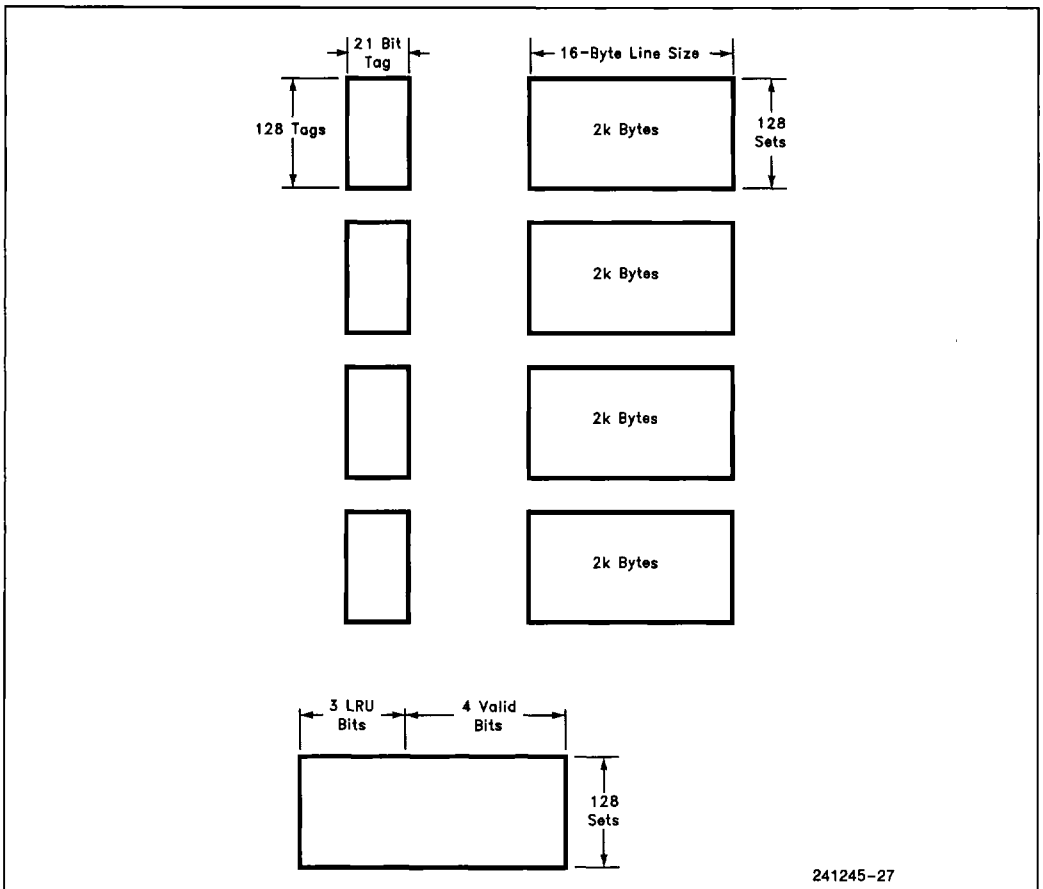 21 Bit
Tag
16-Byte Line Size
128 Tags
2k Bytes
128
Sets
2k Bytes
2k Bytes
2k Bytes
3 LRU
Bits
4 Valid
Bits
128
Sets
241245-27